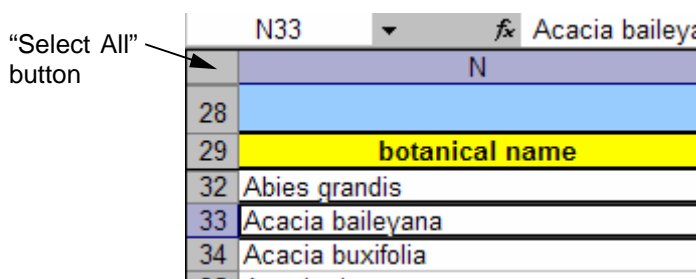 “Select All”
button
N33 fx Acacia baileya
N
28
29 botanical name
32 Abies grandis
33 Acacia baileyana
34 Acacia buxifolia